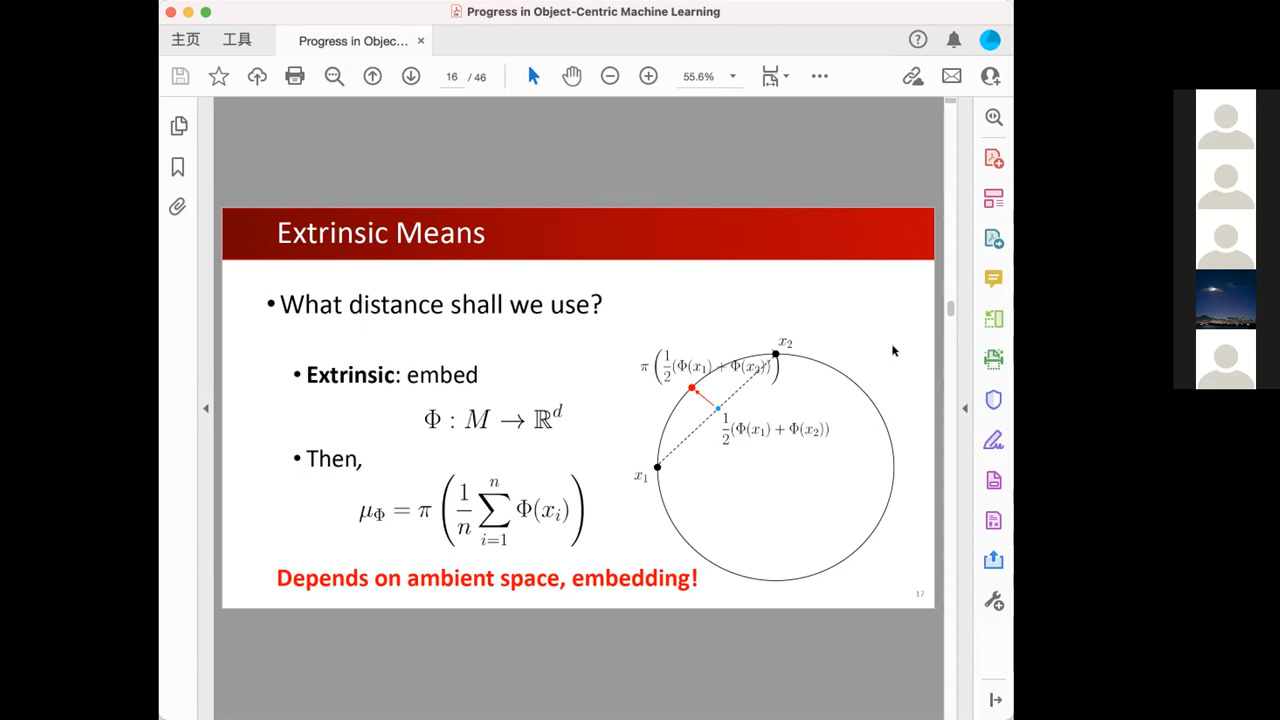 Progress in Object-Centric Machine Learning
主页 工具 Progress in Objec... ×
16 / 46 55.6%
Extrinsic Means
• What distance shall we use?
• Extrinsic: embed
Φ : M → ℝ^d
• Then,
μ_Φ = π ( 1/n ∑_{i=1}^{n} Φ(x_i) )
Depends on ambient space, embedding!
x_2
π ( 1/2 (Φ(x_1) + Φ(x_2)) )
1/2 (Φ(x_1) + Φ(x_2))
x_1
17